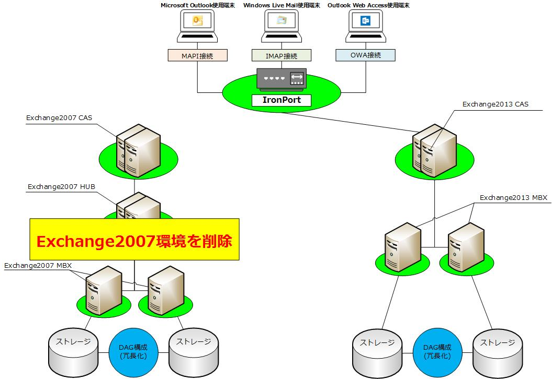 Microsoft Outlook使用端末
Windows Live Mail使用端末
Outlook Web Access使用端末
MAPI接続
IMAP接続
OWA接続
IronPort
Exchange2007 CAS
Exchange2013 CAS
Exchange2007 HUB
Exchange2013 MBX
Exchange2007環境を削除
Exchange2007 MBX
ストレージ
DAG構成
(冗長化)
ストレージ
ストレージ
DAG構成
(冗長化)
ストレージ